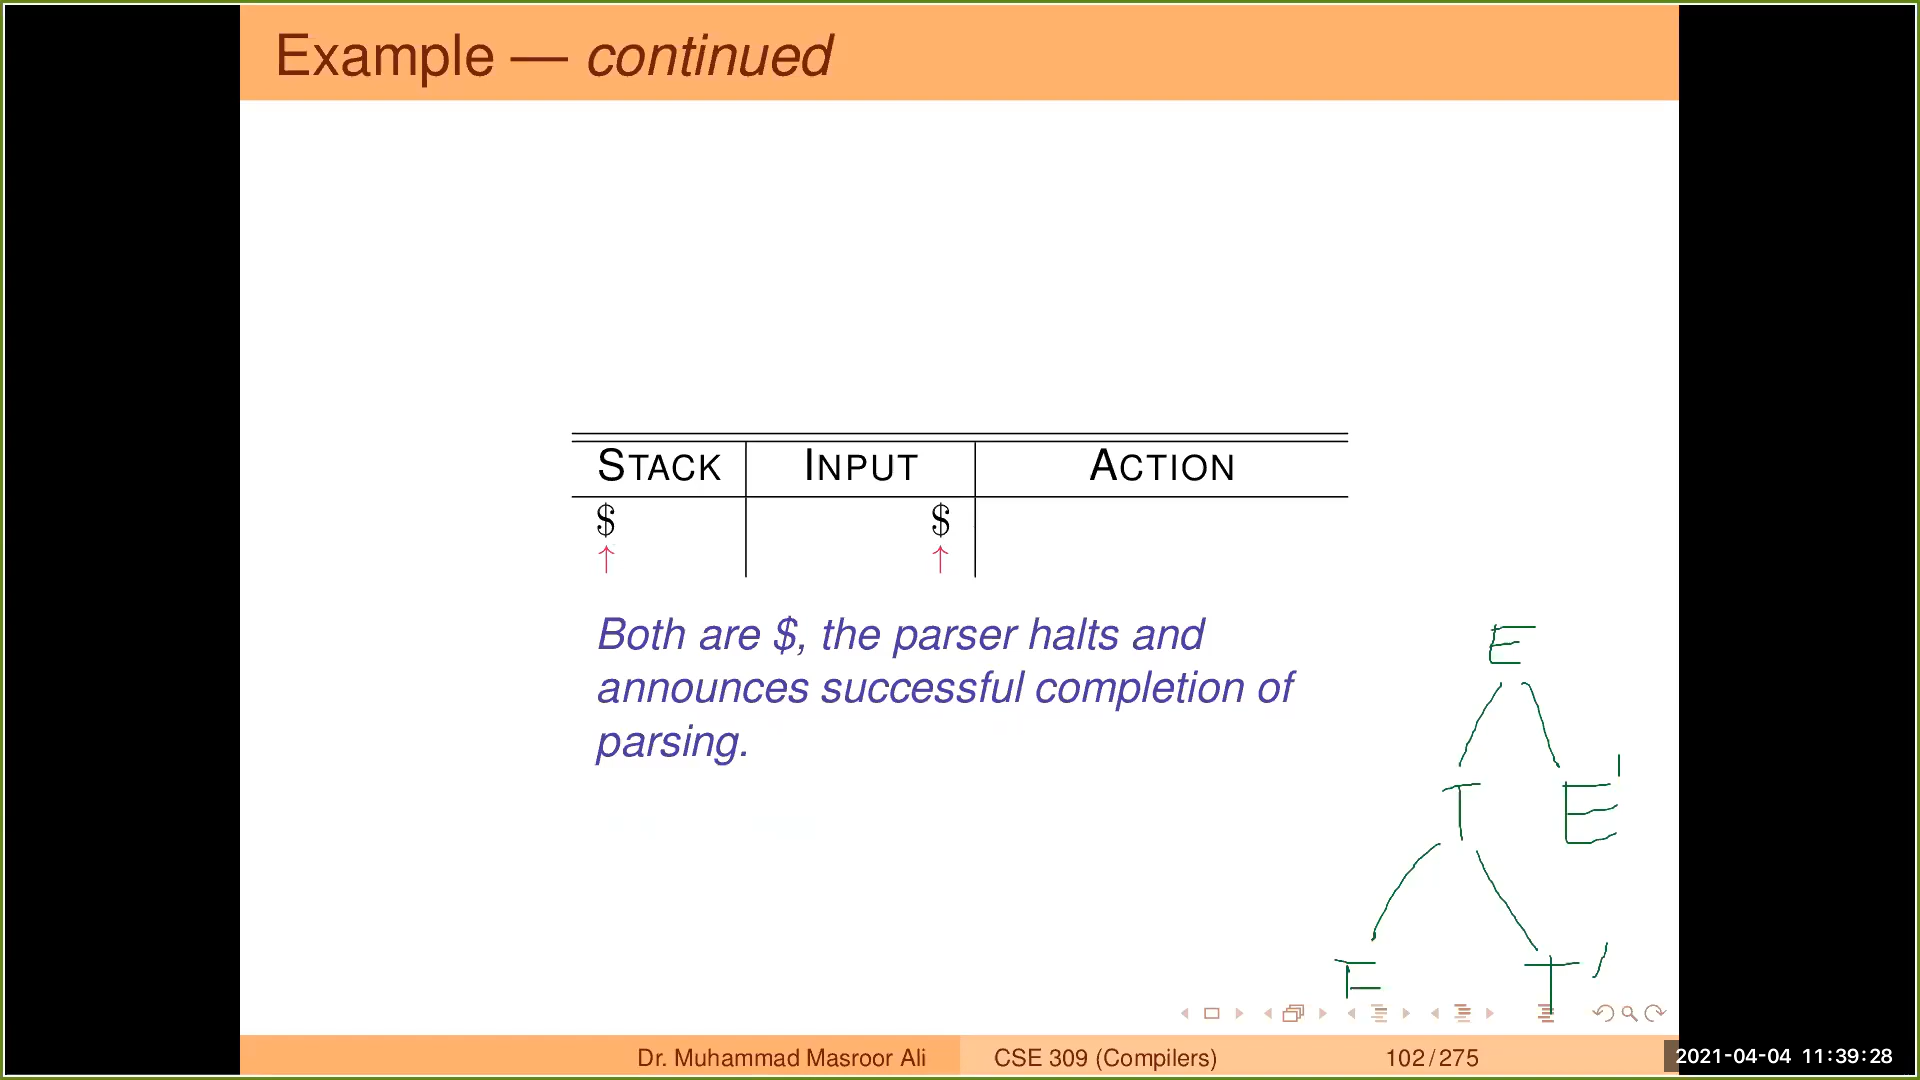 Example — continued
STACK INPUT ACTION
$ $
↑ ↑
Both are $, the parser halts and
announces successful completion of
parsing.
E
T E'
F T'
Dr. Muhammad Masroor Ali CSE 309 (Compilers) 102/275
2021-04-04 11:39:28